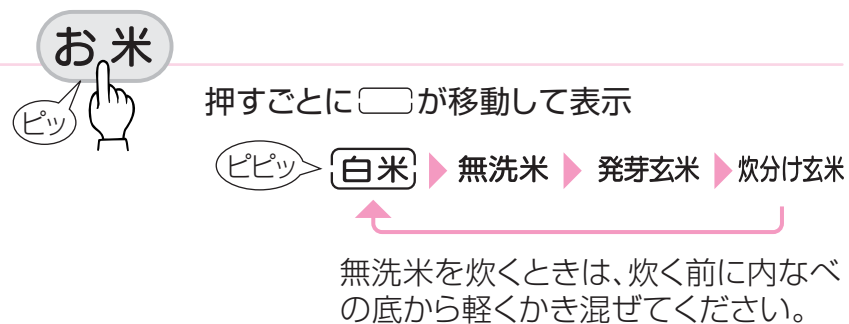 お米
ピッ
押すごとに が移動して表示
ピピッ 白米 無洗米 発芽玄米 炊分け玄米
無洗米を炊くときは、炊く前に内なべ
の底から軽くかき混ぜてください。